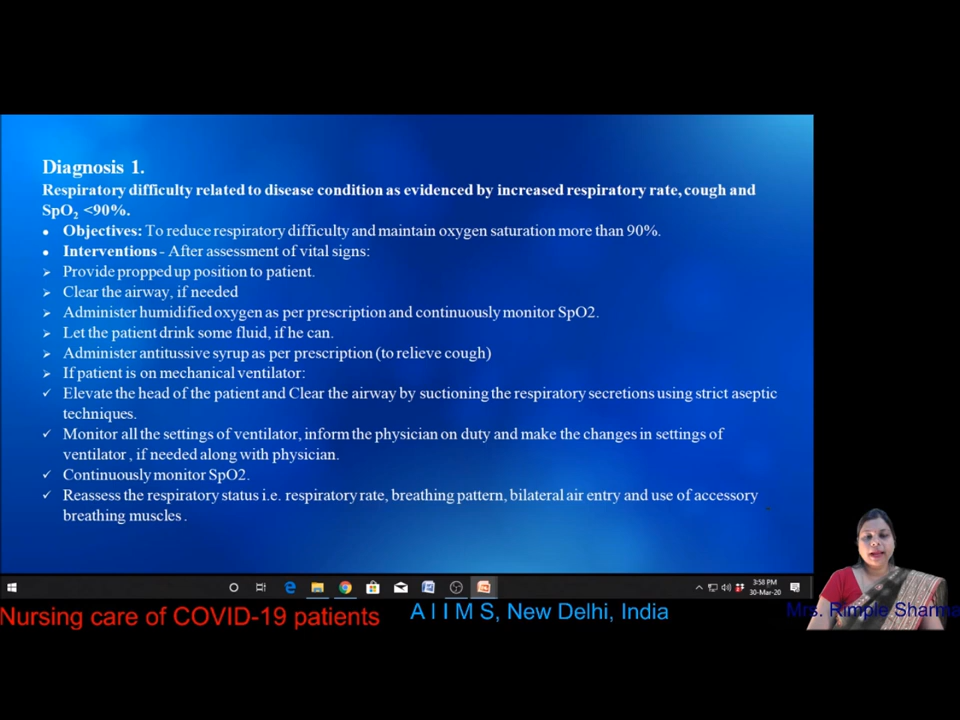 Diagnosis 1.
Respiratory difficulty related to disease condition as evidenced by increased respiratory rate, cough and
SpO₂ <90%.
• Objectives: To reduce respiratory difficulty and maintain oxygen saturation more than 90%.
• Interventions - After assessment of vital signs:
➢ Provide propped up position to patient.
➢ Clear the airway, if needed
➢ Administer humidified oxygen as per prescription and continuously monitor SpO2.
➢ Let the patient drink some fluid, if he can.
➢ Administer antitussive syrup as per prescription (to relieve cough)
➢ If patient is on mechanical ventilator:
✓ Elevate the head of the patient and Clear the airway by suctioning the respiratory secretions using strict aseptic
techniques.
✓ Monitor all the settings of ventilator, inform the physician on duty and make the changes in settings of
ventilator , if needed along with physician.
✓ Continuously monitor SpO2.
✓ Reassess the respiratory status i.e. respiratory rate, breathing pattern, bilateral air entry and use of accessory
breathing muscles .
3:58 PM
30-Mar-20
Nursing care of COVID-19 patients
A I I M S, New Delhi, India
Mrs. Rimple Sharma